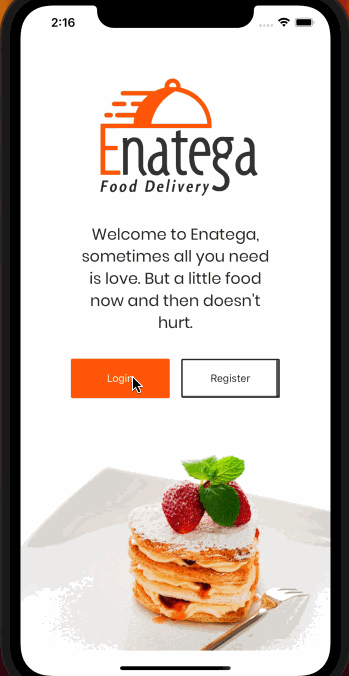 2:16
Enatega
Food Delivery
Welcome to Enatega,
sometimes all you need
is love. But a little food
now and then doesn't
hurt.
Login
Register